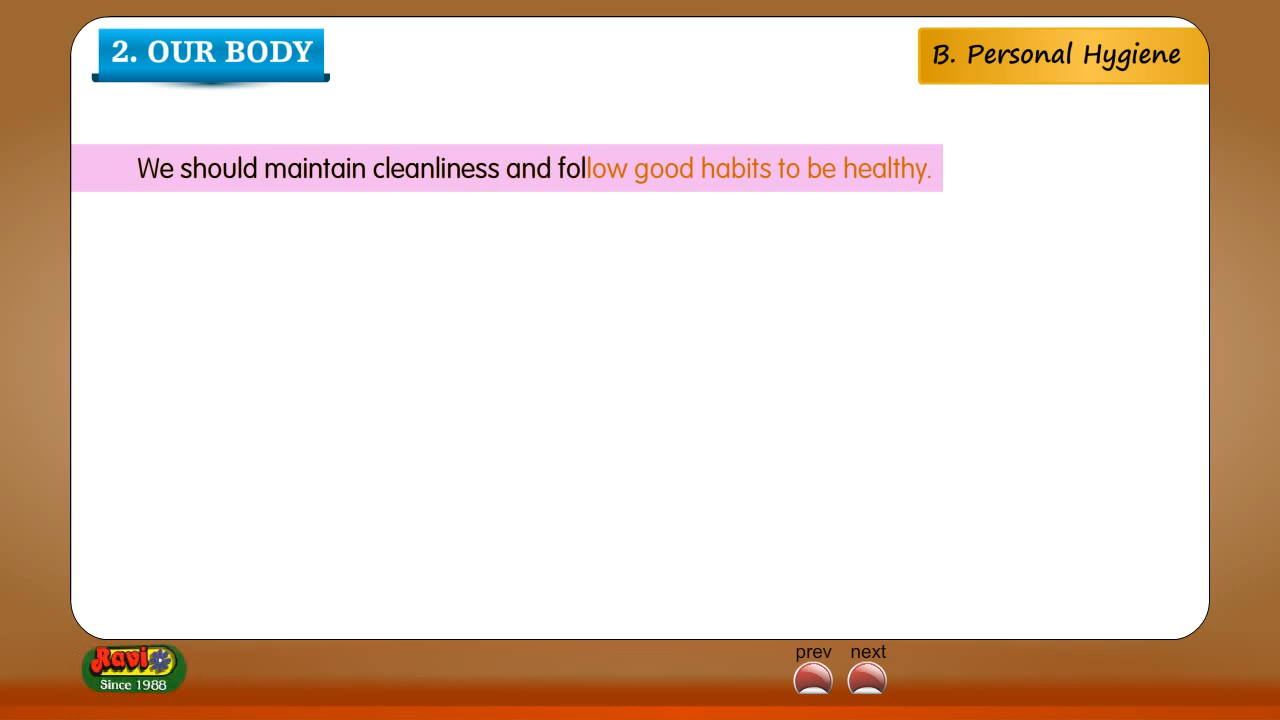 2. OUR BODY
B. Personal Hygiene
We should maintain cleanliness and follow good habits to be healthy.
prev next
Ravi
Since 1988